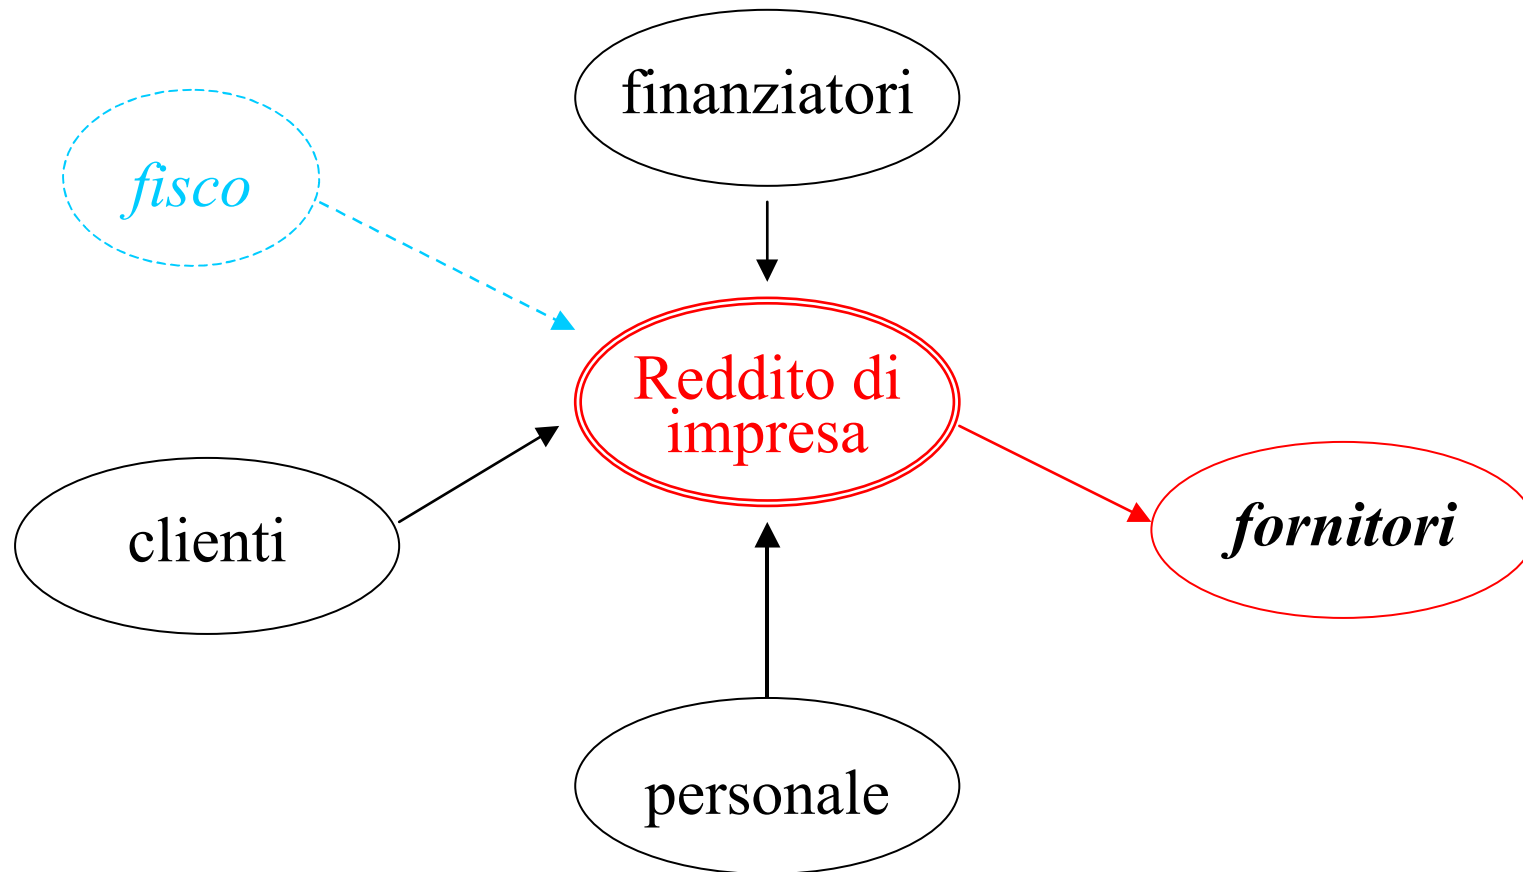 finanziatori
fisco
Reddito di
impresa
clienti
fornitori
personale